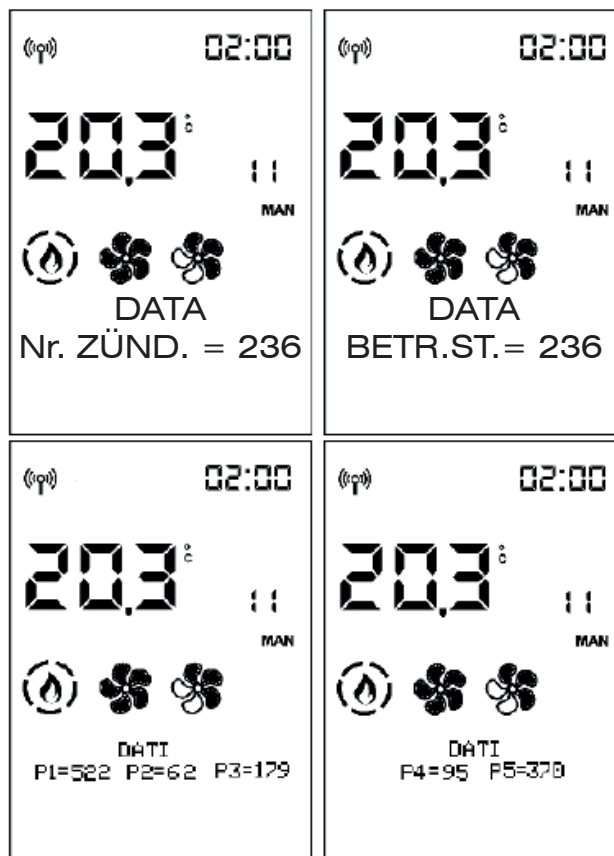 02:00
20,3 °C
11
MAN
DATA
Nr. ZÜND. = 236
02:00
20,3 °C
11
MAN
DATA
BETR.ST.= 236
02:00
20,3 °C
11
MAN
DATI
P1=522 P2=62 P3=179
02:00
20,3 °C
11
MAN
DATI
P4=95 P5=370